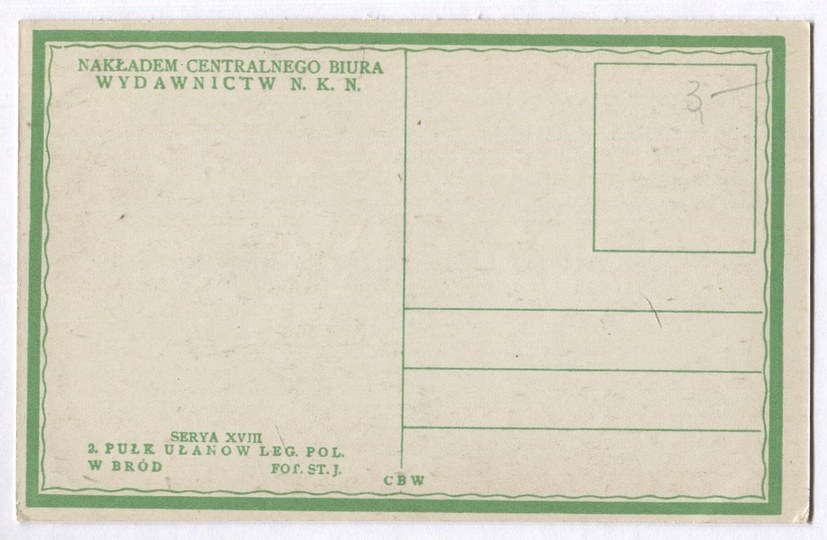 NAKŁADEM CENTRALNEGO BIURA
WYDAWNICTW N. K. N.
3
SERYA XVIII
2. PUŁK UŁANOW LEG. POL.
W BRÓD FOT. ST. J.
CBW